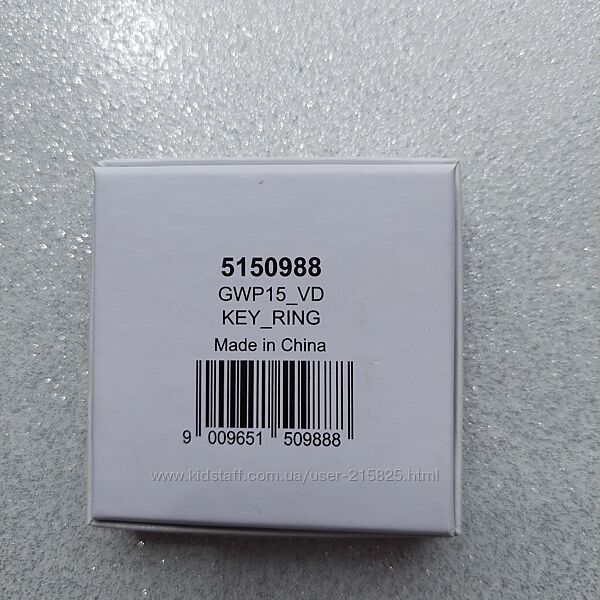 5150988
GWP15_VD
KEY_RING
Made in China
9 009651 509888
www.kidstaff.com.ua/user-215825.html